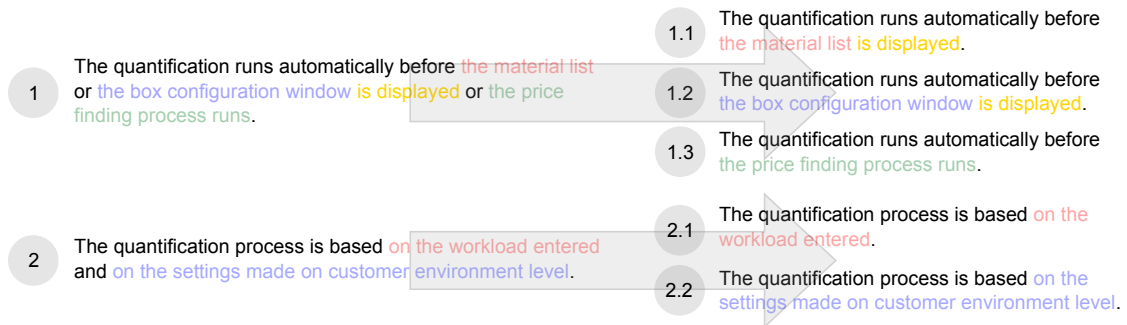 1
The quantification runs automatically before the material list
or the box configuration window is displayed or the price
finding process runs.
1.1
The quantification runs automatically before
the material list is displayed.
1.2
The quantification runs automatically before
the box configuration window is displayed.
1.3
The quantification runs automatically before
the price finding process runs.
2
The quantification process is based on the workload entered
and on the settings made on customer environment level.
2.1
The quantification process is based on the
workload entered.
2.2
The quantification process is based on the
settings made on customer environment level.